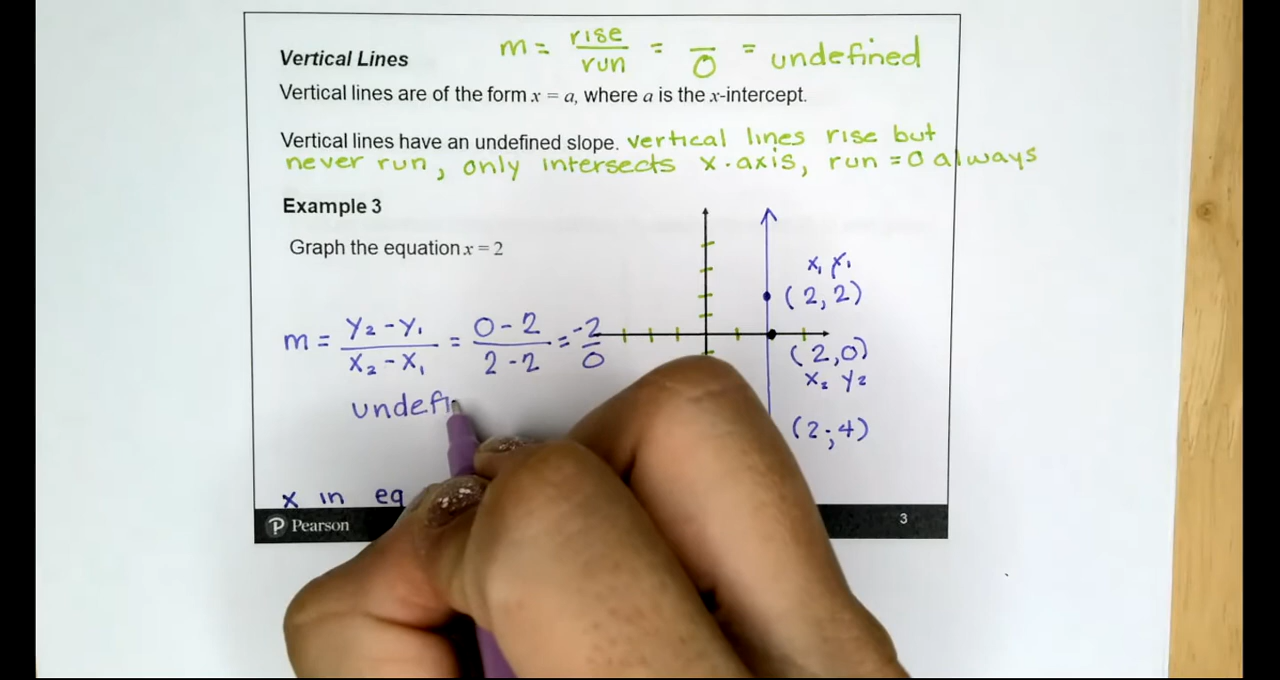 m = rise/run = —/0 = undefined
Vertical Lines
Vertical lines are of the form x = a, where a is the x-intercept.
Vertical lines have an undefined slope. vertical lines rise but
never run, only intersects x-axis, run = 0 always
Example 3
Graph the equation x = 2
x₁ y₁
(2, 2)
m = y₂ - y₁ / x₂ - x₁ = 0 - 2 / 2 - 2 = -2 / 0
(2,0)
x₂ y₂
undefi
(2,-4)
x in eq
Pearson
3